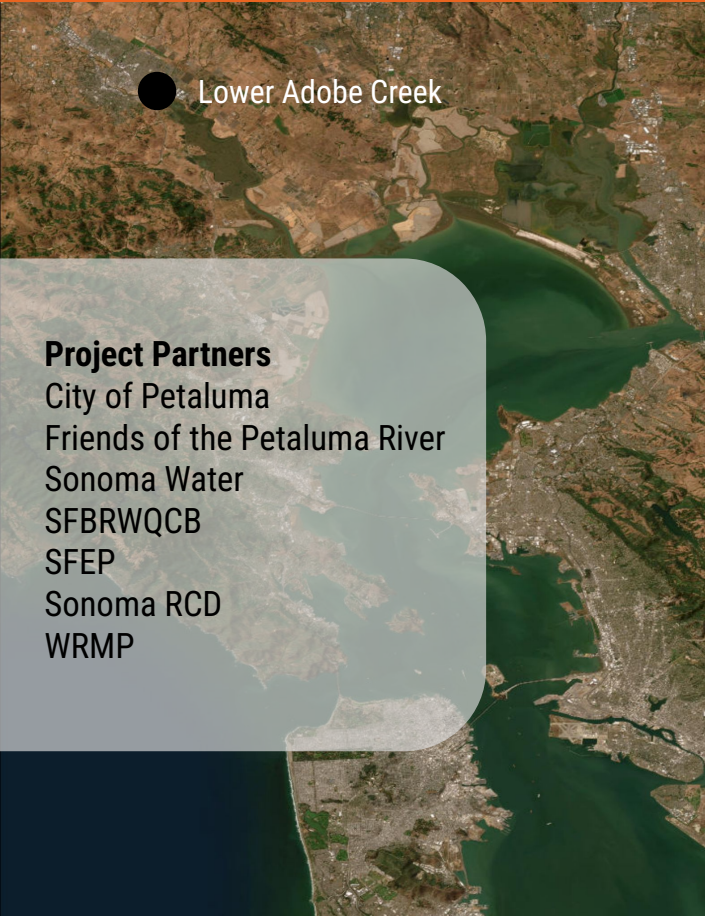 Lower Adobe Creek
Project Partners
City of Petaluma
Friends of the Petaluma River
Sonoma Water
SFBRWQCB
SFEP
Sonoma RCD
WRMP